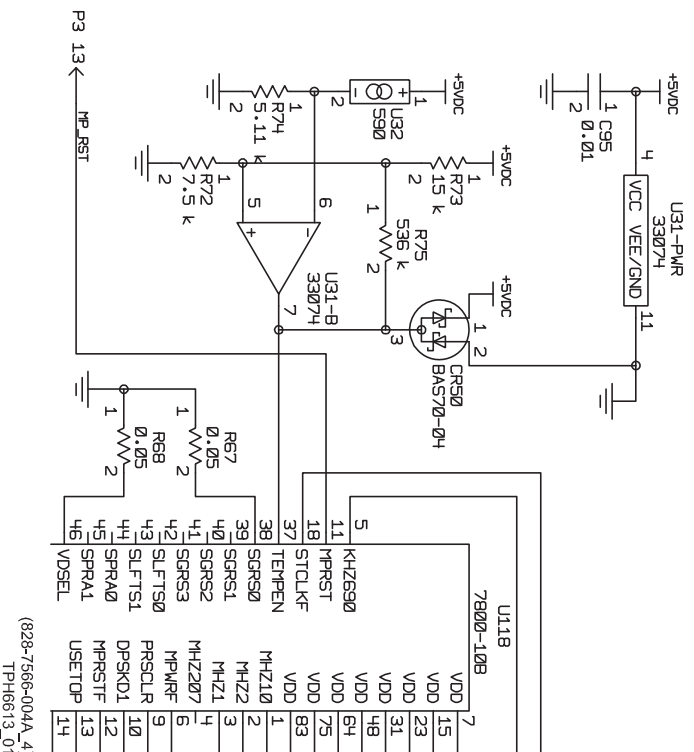 U31-PWR
33074
+5VDC
4
VCC VEE/GND
11
1
C95
0.01
2
+5VDC
1
U32
590
+
-
2
1
R74
5.11 k
2
+5VDC
1
R73
15 k
2
1
R72
7.5 k
2
1
R75
536 k
2
6
-
5
+
U31-B
33074
7
+5VDC
1
2
3
CR50
BAS70-04
P3 13
MP_RST
1
R67
0.05
2
1
R68
0.05
2
U118
7800-10B
5 KHZ690
11 MPRST
18 STCLKF
37 TEMPEN
38 SGRS0
39 SGRS1
40 SGRS2
41 SGRS3
42 SLFTS0
43 SLFTS1
44 SPRA0
45 SPRA1
46 VDSEL
VDD 7
VDD 15
VDD 23
VDD 31
VDD 48
VDD 64
VDD 75
VDD 83
MHZ10 1
MHZ2 2
MHZ1 3
MHZ207 4
MPWRF 6
PRSCLR 9
DPSKD1 10
MPRSTF 12
USETOP 13
14
(828-7566-004A_4
TPH6613_01